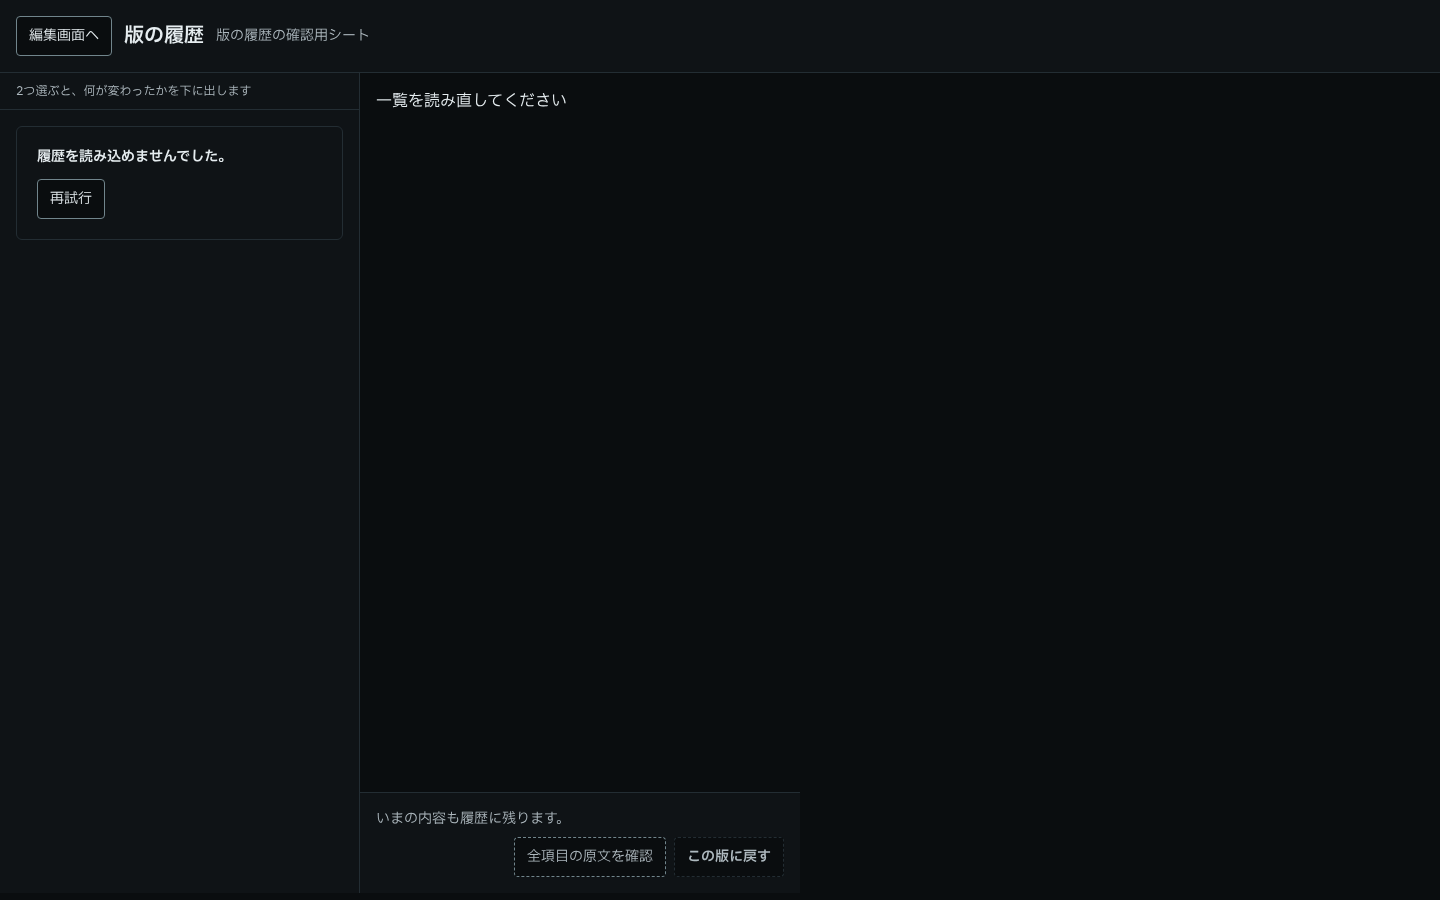 編集画面へ
版の履歴
版の履歴の確認用シート
2つ選ぶと、何が変わったかを下に出します
履歴を読み込めませんでした。
再試行
一覧を読み直してください
いまの内容も履歴に残ります。
全項目の原文を確認
この版に戻す